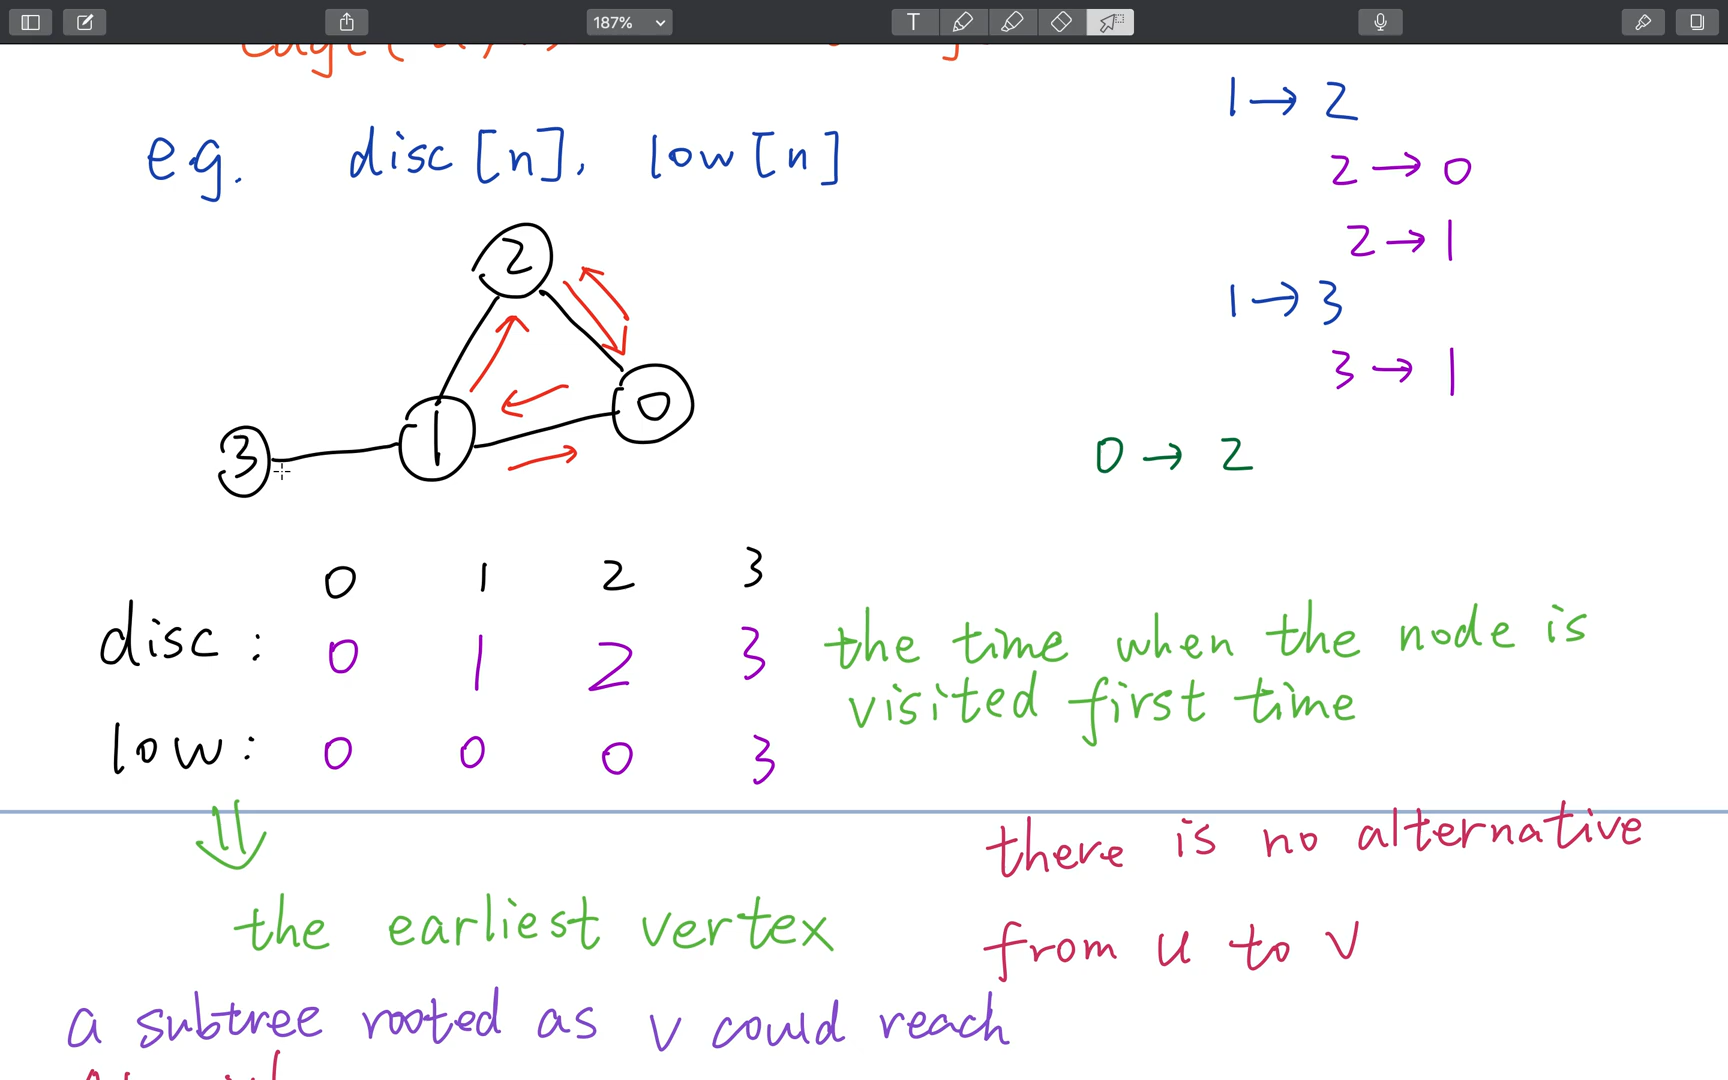 187%
T
e.g. disc [n], low [n]
1 → 2
2 → 0
2 → 1
1 → 3
3 → 1
0 → 2
2
0
1
3
0 1 2 3
disc: 0 1 2 3
low: 0 0 0 3
the time when the node is
visited first time
the earliest vertex
a subtree rooted as v could reach
there is no alternative
from u to v